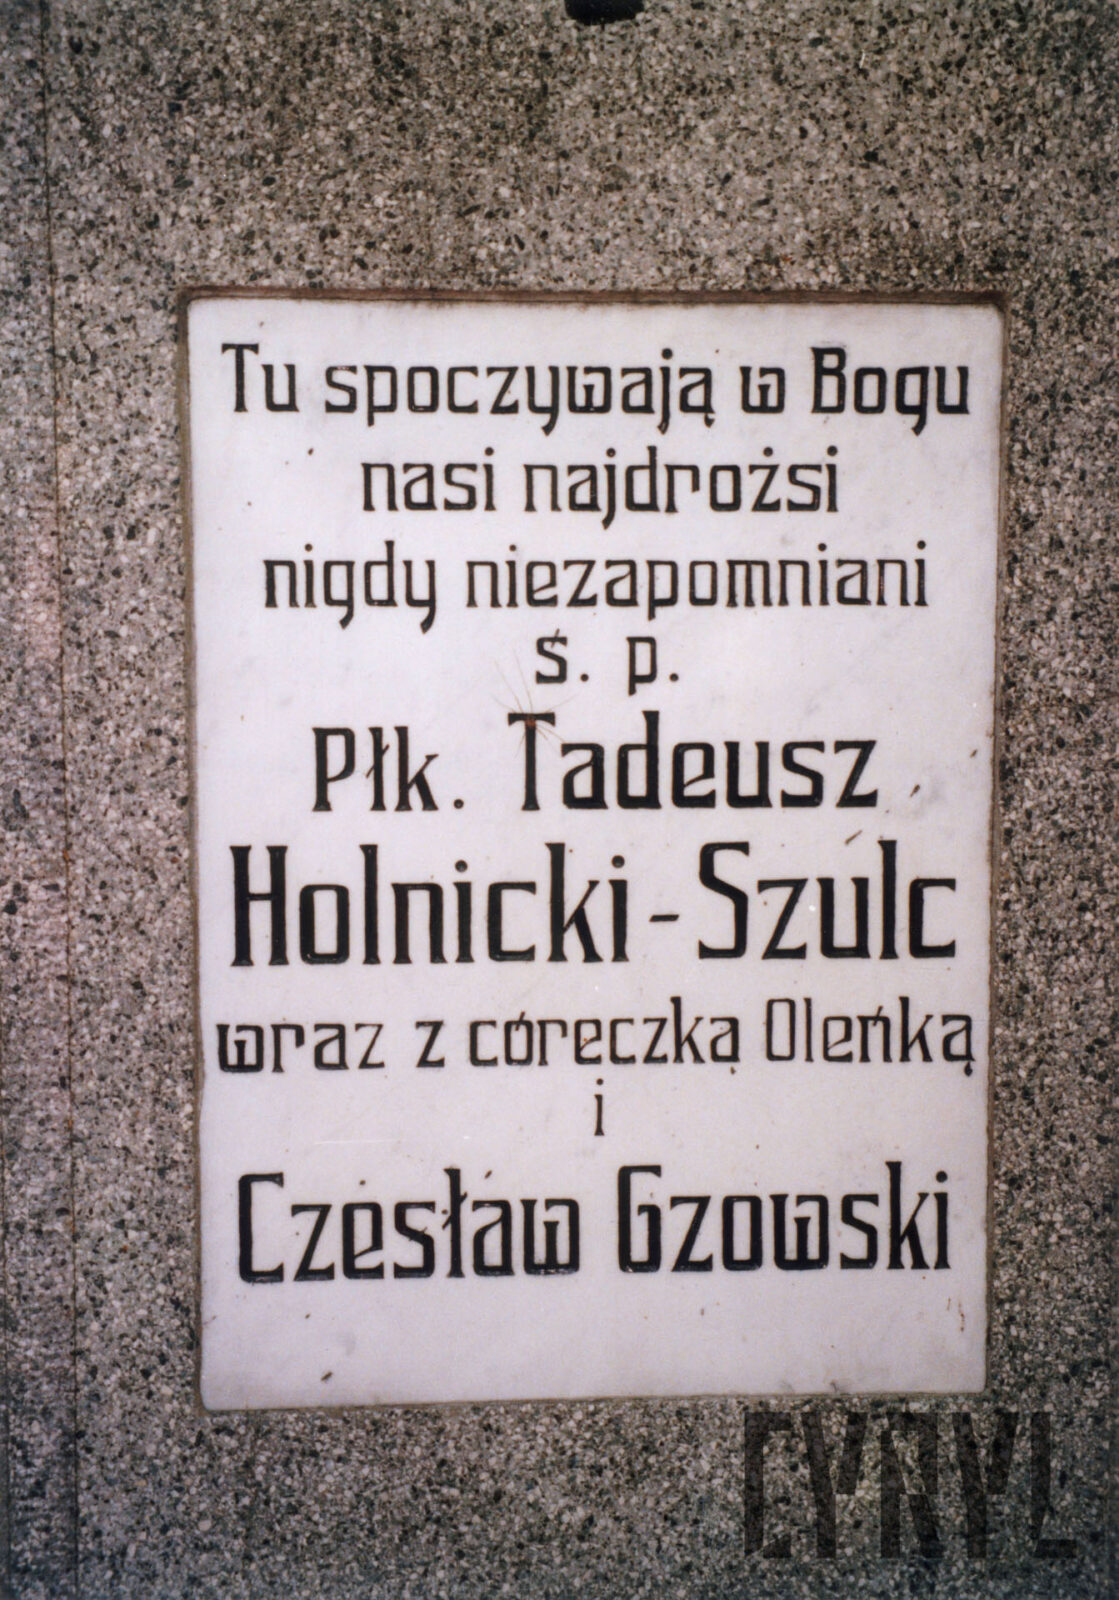 Tu spoczywają w Bogu
nasi najdrożsi
nigdy niezapomniani
ś. p.
Płk. Tadeusz
Holnicki-Szulc
wraz z córeczką Oleńką
i
Czesław Gzowski
CYRYL